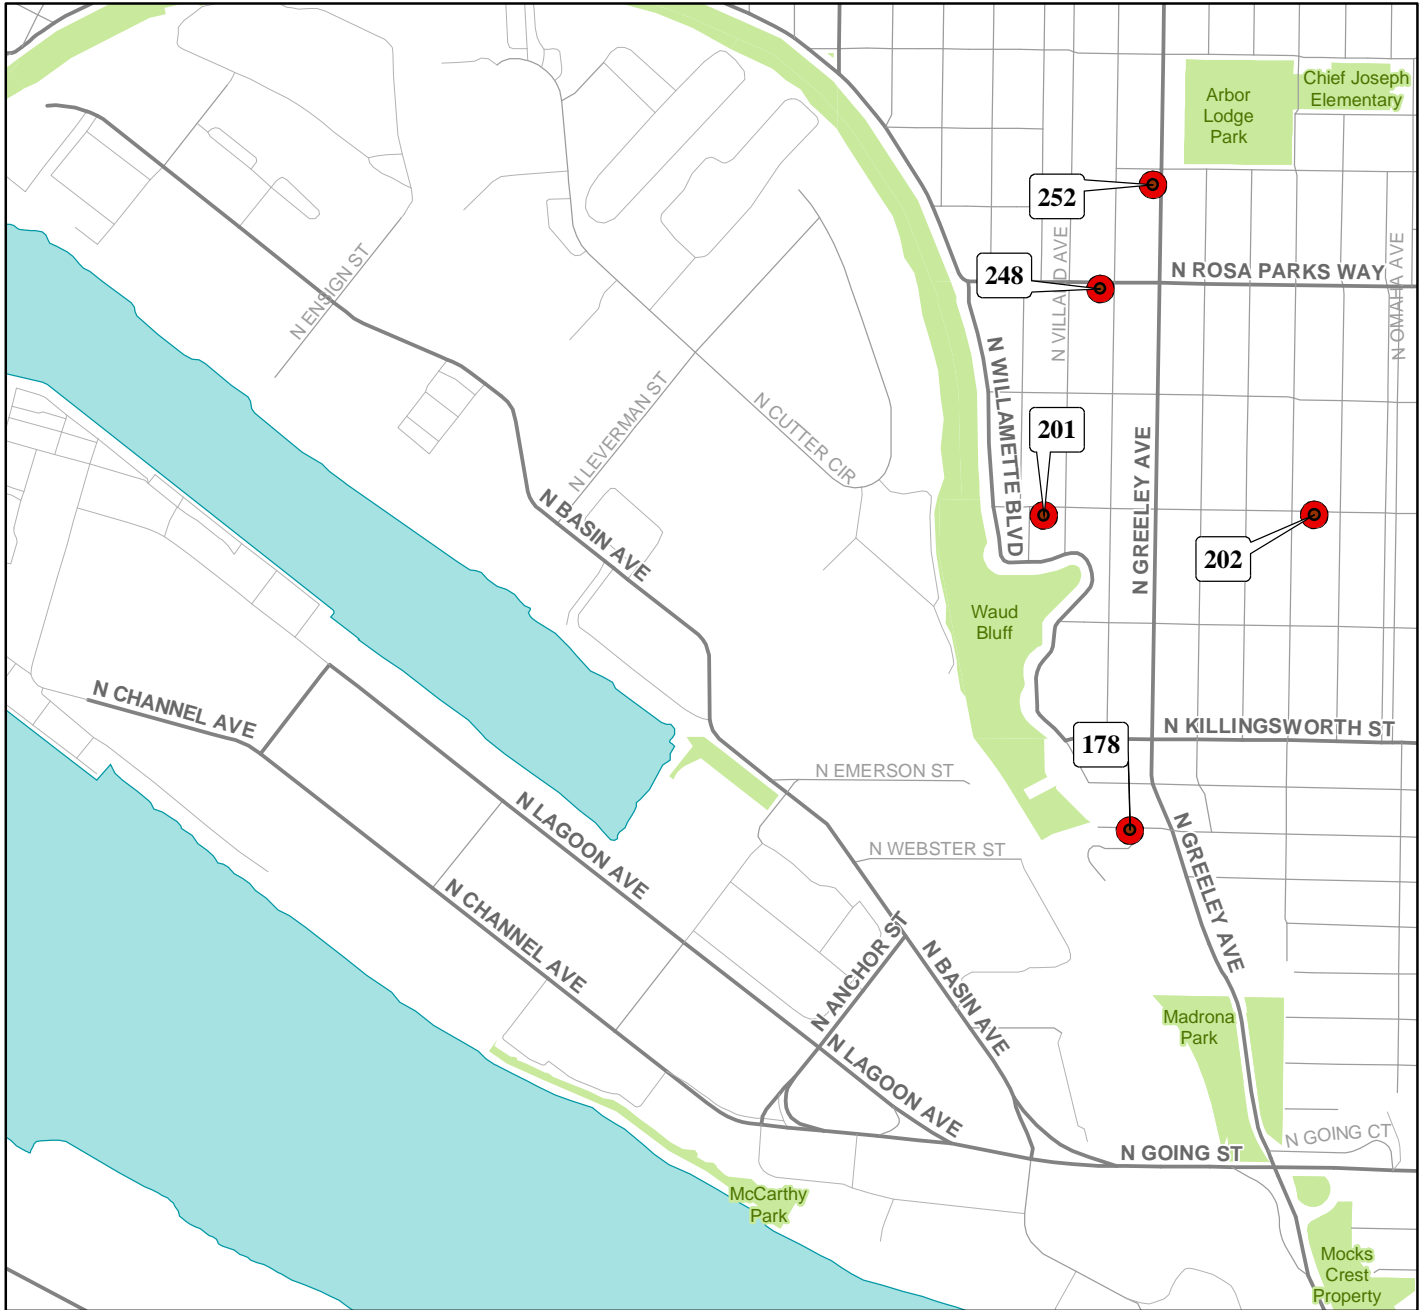 Chief Joseph
Elementary
Arbor
Lodge
Park
252
N VILLARD AVE
N OMAHA AVE
N ROSA PARKS WAY
248
N ENSIGN ST
N WILLAMETTE BLVD
N LEVERMAN ST
N CUTTER CIR
201
N GREELEY AVE
N BASIN AVE
202
Waud
Bluff
N CHANNEL AVE
N KILLINGSWORTH ST
178
N EMERSON ST
N LAGOON AVE
N WEBSTER ST
N GREELEY AVE
N CHANNEL AVE
N ANCHOR ST
N BASIN AVE
Madrona
Park
N LAGOON AVE
N GOING CT
N GOING ST
McCarthy
Park
Mocks
Crest
Property